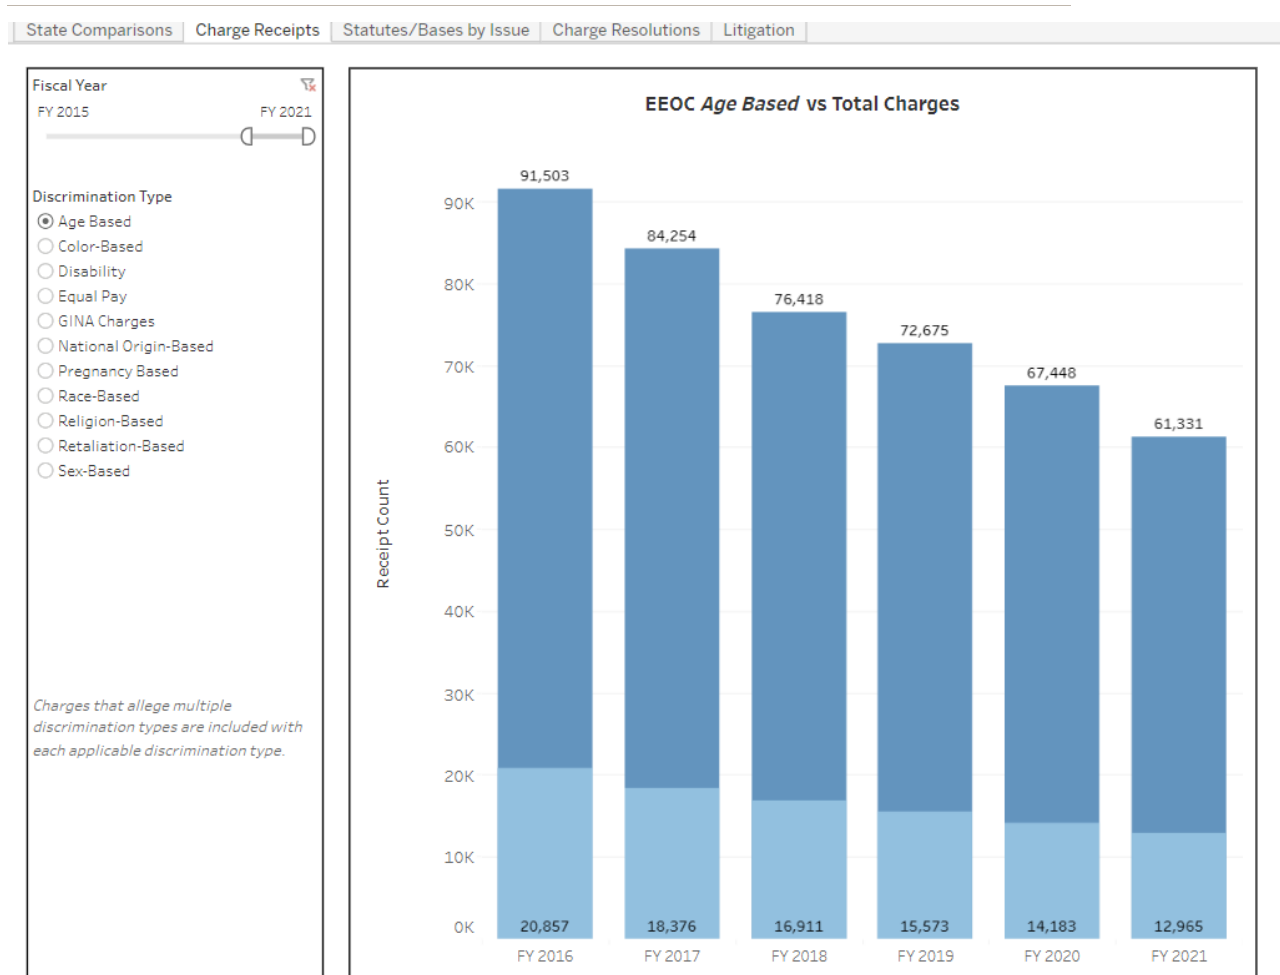 State Comparisons
Charge Receipts
Statutes/Bases by Issue
Charge Resolutions
Litigation
Fiscal Year
FY 2015
FY 2021
Discrimination Type
Age Based
Color-Based
Disability
Equal Pay
GINA Charges
National Origin-Based
Pregnancy Based
Race-Based
Religion-Based
Retaliation-Based
Sex-Based
Charges that allege multiple
discrimination types are included with
each applicable discrimination type.
EEOC Age Based vs Total Charges
Receipt Count
90K
80K
70K
60K
50K
40K
30K
20K
10K
0K
91,503
84,254
76,418
72,675
67,448
61,331
20,857
18,376
16,911
15,573
14,183
12,965
FY 2016
FY 2017
FY 2018
FY 2019
FY 2020
FY 2021